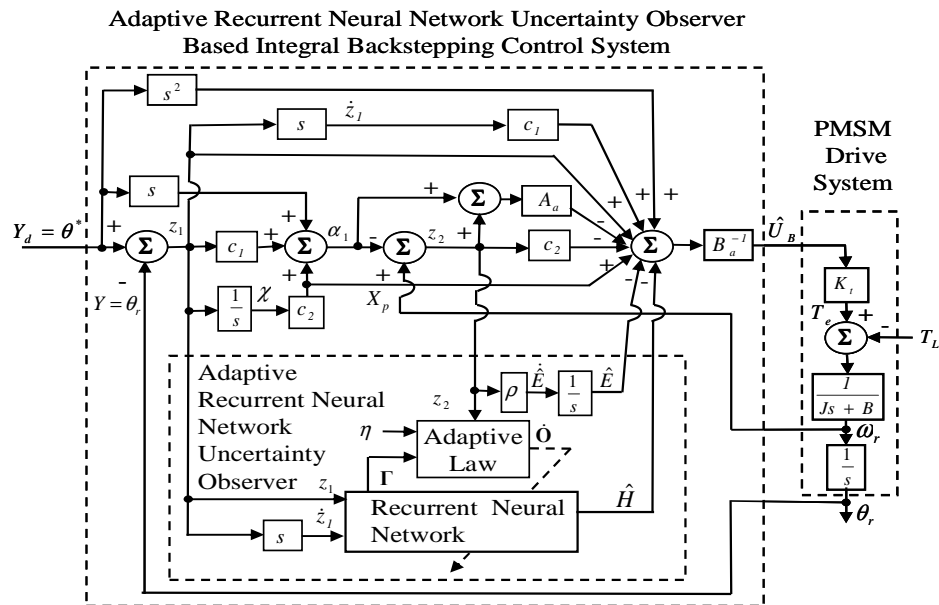 Adaptive Recurrent Neural Network Uncertainty Observer
Based Integral Backstepping Control System
s²
s
ż₁
c₁
PMSM
Drive
System
s
+
+
+
Σ
A_a
Y_d = θ*
+
Σ
z₁
c₁
+
+
Σ
α₁
-
Σ
z₂
+
c₂
-
-
-
Σ
B_a⁻¹
Û_B
-
Y = θ_r
1/s
χ
c₂
+
+
X_p
+
-
-
K_t
T_e
+
-
Σ
T_L
Adaptive
Recurrent Neural
Network
Uncertainty
Observer
z₂
ρ
Ê̇
1/s
Ê
1/(Js + B)
ω_r
η
Adaptive
Law
Ȯ
1/s
Γ
z₁
Recurrent Neural
Network
Ĥ
s
ż₁
θ_r